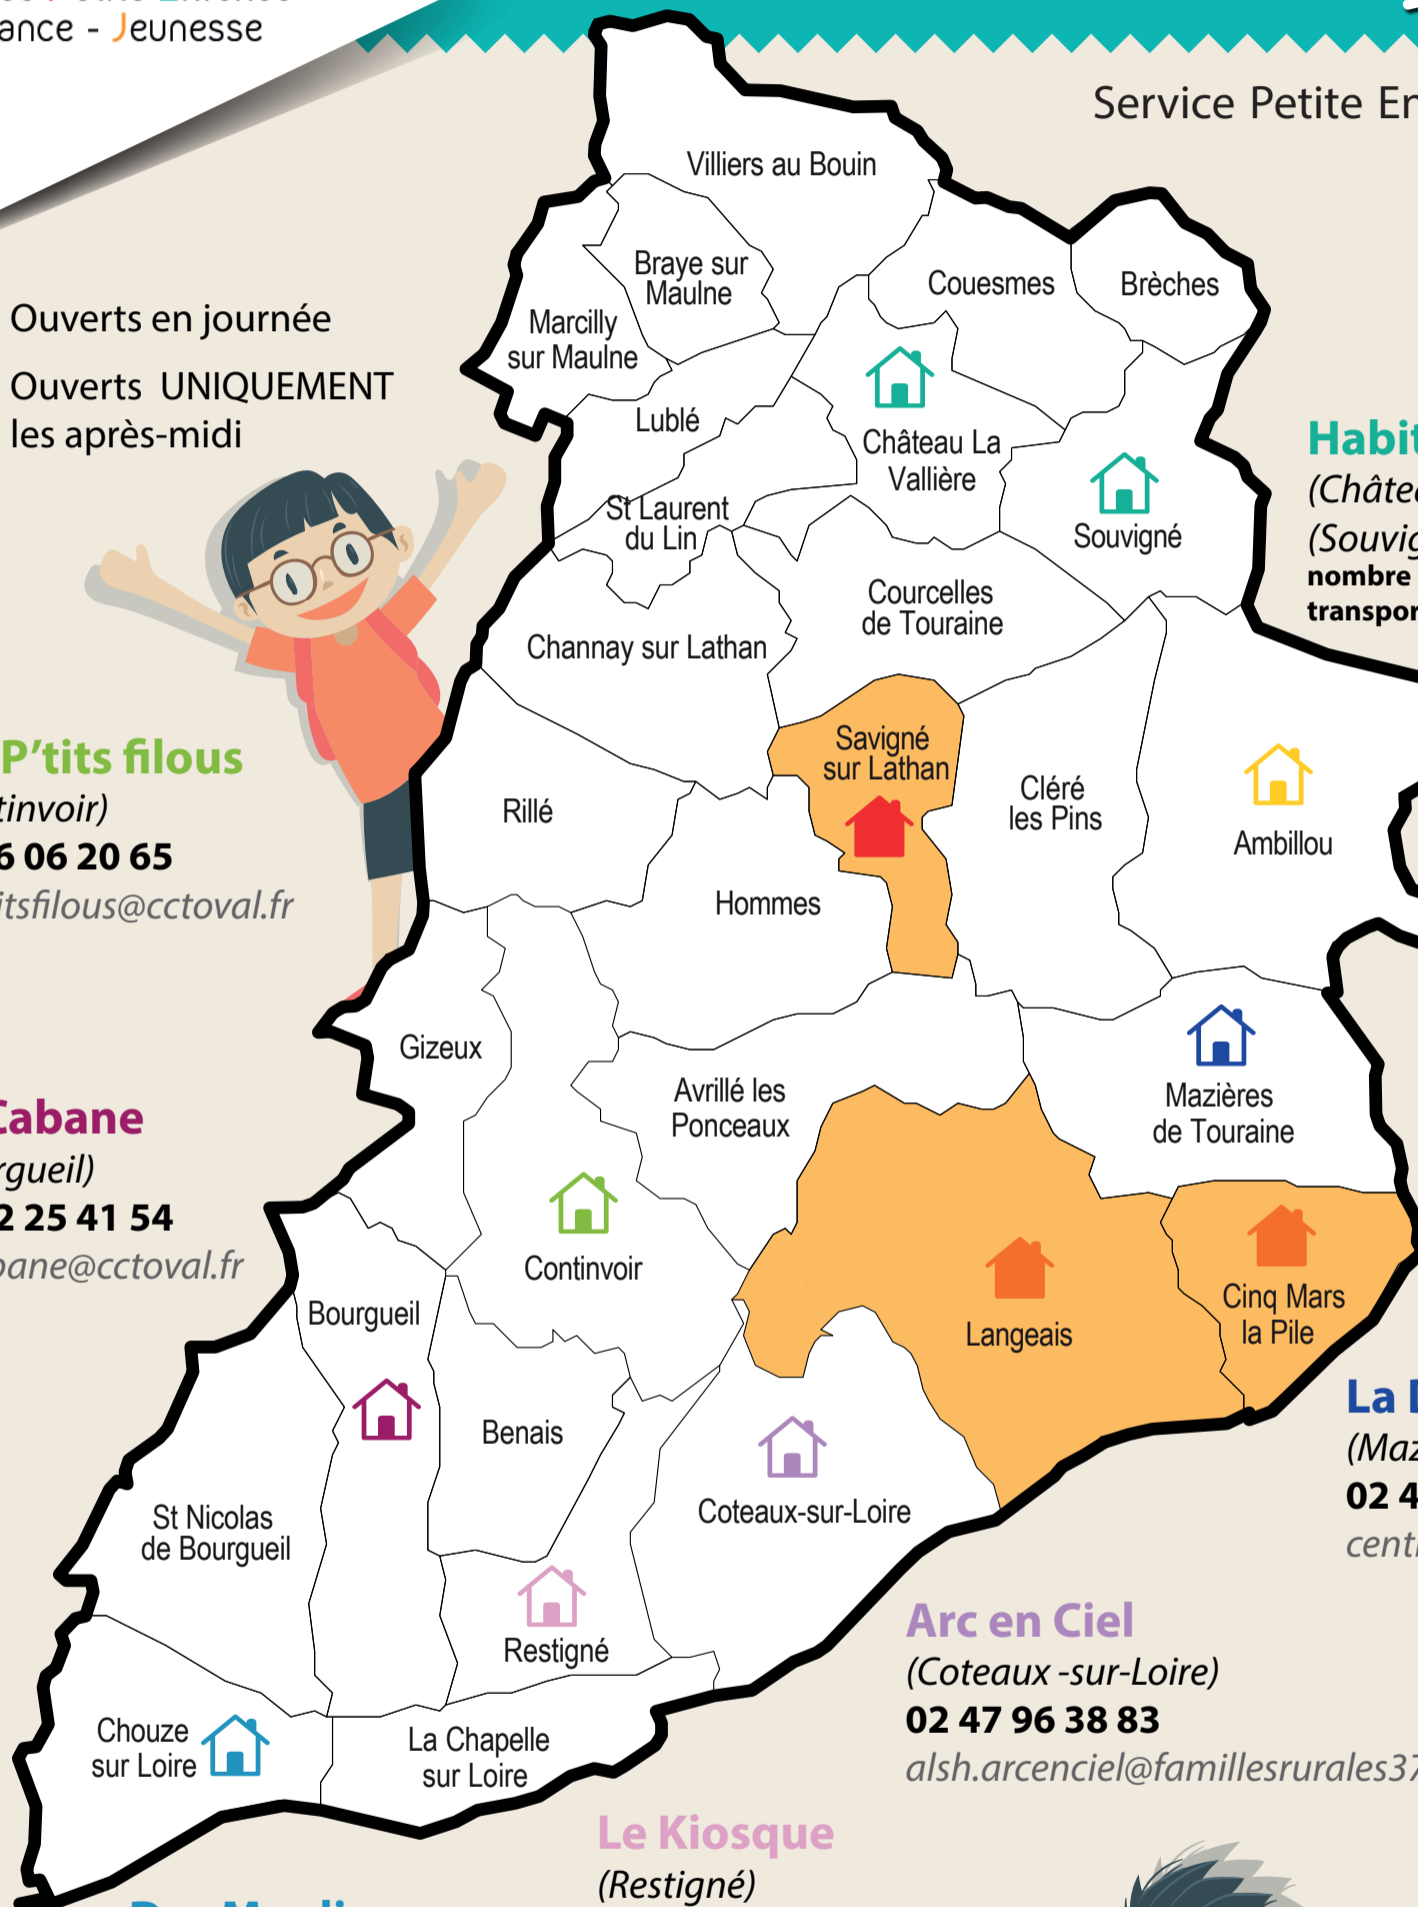 ance - Jeunesse
Service Petite En
Ouverts en journée
Ouverts UNIQUEMENT
les après-midi
Villiers au Bouin
Braye sur
Maulne
Couesmes
Brèches
Marcilly
sur Maulne
Lublé
Château La
Vallière
St Laurent
du Lin
Souvigné
Courcelles
de Touraine
Channay sur Lathan
Savigné
sur Lathan
Cléré
les Pins
Rillé
Ambillou
Hommes
Gizeux
Avrillé les
Ponceaux
Mazières
de Touraine
Continvoir
Cinq Mars
la Pile
Langeais
Bourgueil
Benais
Coteaux-sur-Loire
St Nicolas
de Bourgueil
Restigné
Chouze
sur Loire
La Chapelle
sur Loire
Habit
(Châtea
(Souvig
nombre
transpor
P'tits filous
tinvoir)
6 06 20 65
itsfilous@cctoval.fr
Cabane
rgueil)
2 25 41 54
bane@cctoval.fr
La
(Maz
02 4
cent
Arc en Ciel
(Coteaux -sur-Loire)
02 47 96 38 83
alsh.arcenciel@famillesrurales37
Le Kiosque
(Restigné)